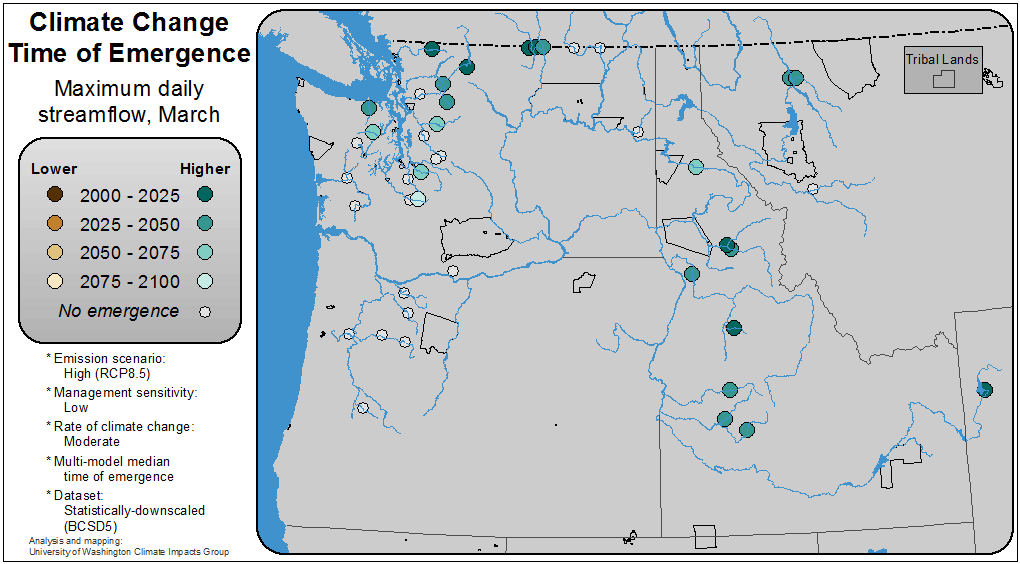 Climate Change
Time of Emergence
Maximum daily
streamflow, March
Lower Higher
2000 - 2025
2025 - 2050
2050 - 2075
2075 - 2100
No emergence
* Emission scenario:
High (RCP8.5)
* Management sensitivity:
Low
* Rate of climate change:
Moderate
* Multi-model median
time of emergence
* Dataset:
Statistically-downscaled
(BCSD5)
Analysis and mapping:
University of Washington Climate Impacts Group
Tribal Lands